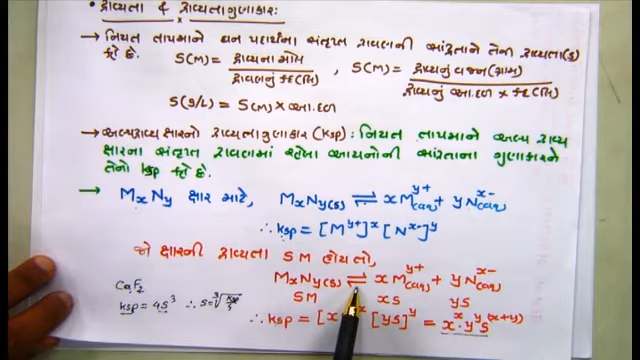 • દ્રાવ્યતા & દ્રાવ્યતાગુણાકાર:
→ નિયત તાપમાને ઘન પદાર્થના સંતૃપ્ત દ્રાવણની સાંદ્રતાને તેની દ્રાવ્યતા(S)
કહે છે.
S(M) = દ્રાવ્યના મોલ / દ્રાવણનું કદ(લિ) , S(M) = દ્રાવ્યનું વજન(ગ્રામ) / દ્રાવ્યનું આ.દળ × કદ(લિ)
S(g/L) = S(M) × આ.દળ
→ અલ્પદ્રાવ્ય ક્ષારનો દ્રાવ્યતાગુણાકાર (Ksp): નિયત તાપમાને અલ્પ દ્રાવ્ય
ક્ષારના સંતૃપ્ત દ્રાવણમાં રહેલા આયનોની સાંદ્રતાના ગુણાકારને
તેનો ksp કહે છે.
→ MxNy ક્ષાર માટે, MxNy(s) ⇌ xM^y+(aq) + yN^x-(aq)
∴ ksp = [M^y+]^x [N^x-]^y
જો ક્ષારની દ્રાવ્યતા SM હોય તો,
MxNy(s) ⇌ xM^y+(aq) + yN^x-(aq)
SM xS yS
∴ ksp = [x ]^x [yS]^y = x^x · y^y S^(x+y)
CaF₂
ksp = 4S³ ∴ S = ∛(Ksp/4)